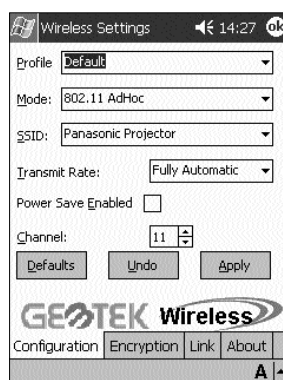 Wireless Settings 14:27 ok
Profile Default
Mode: 802.11 AdHoc
SSID: Panasonic Projector
Transmit Rate: Fully Automatic
Power Save Enabled
Channel: 11
Defaults Undo Apply
GEOTEK Wireless
Configuration Encryption Link About
A